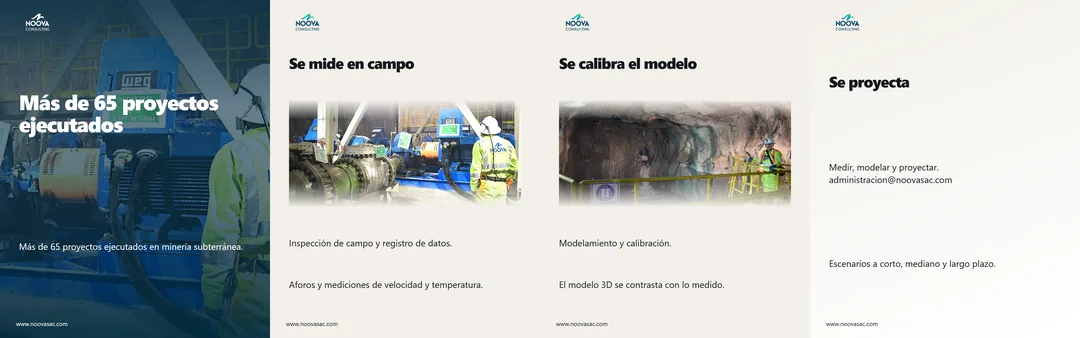 NOOVA
CONSULTING
Más de 65 proyectos
ejecutados
weg
Más de 65 proyectos ejecutados en minería subterránea.
www.noovasac.com
NOOVA
CONSULTING
Se mide en campo
NOOVA
Inspección de campo y registro de datos.
Aforos y mediciones de velocidad y temperatura.
www.noovasac.com
NOOVA
CONSULTING
Se calibra el modelo
Modelamiento y calibración.
El modelo 3D se contrasta con lo medido.
www.noovasac.com
NOOVA
CONSULTING
Se proyecta
Medir, modelar y proyectar.
administracion@noovasac.com
Escenarios a corto, mediano y largo plazo.
www.noovasac.com